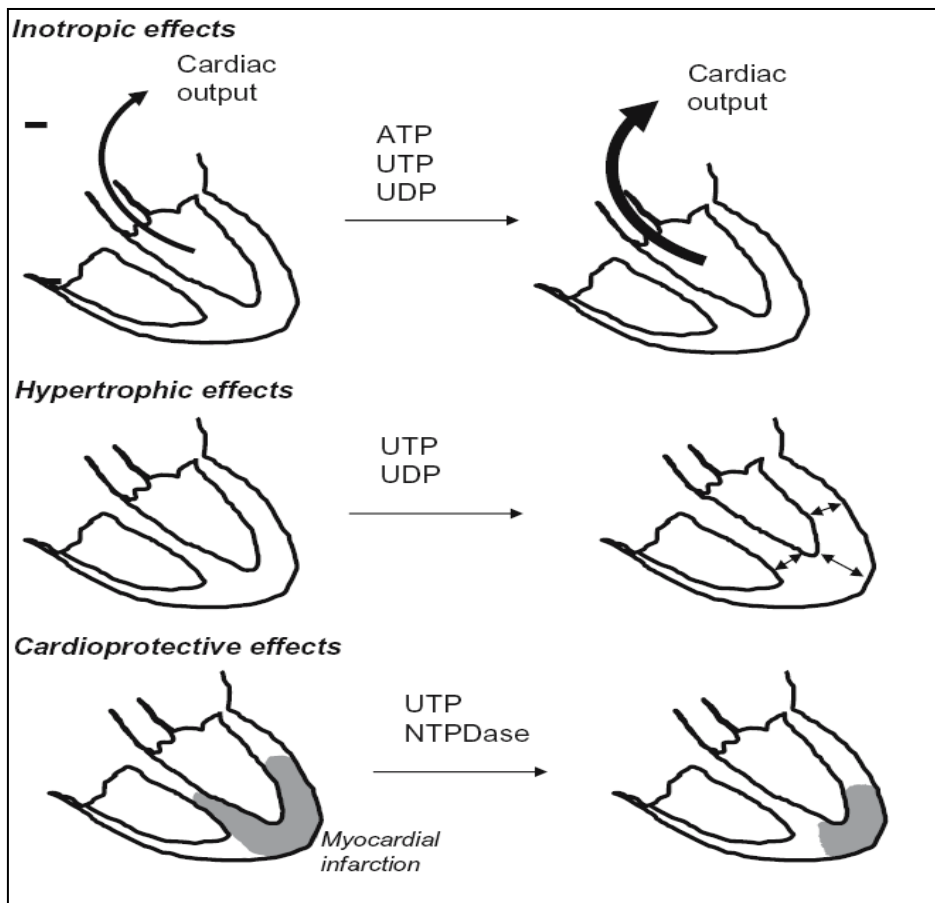 Inotropic effects
Cardiac
output
ATP
UTP
UDP
Cardiac
output
Hypertrophic effects
UTP
UDP
Cardioprotective effects
UTP
NTPDase
Myocardial
infarction